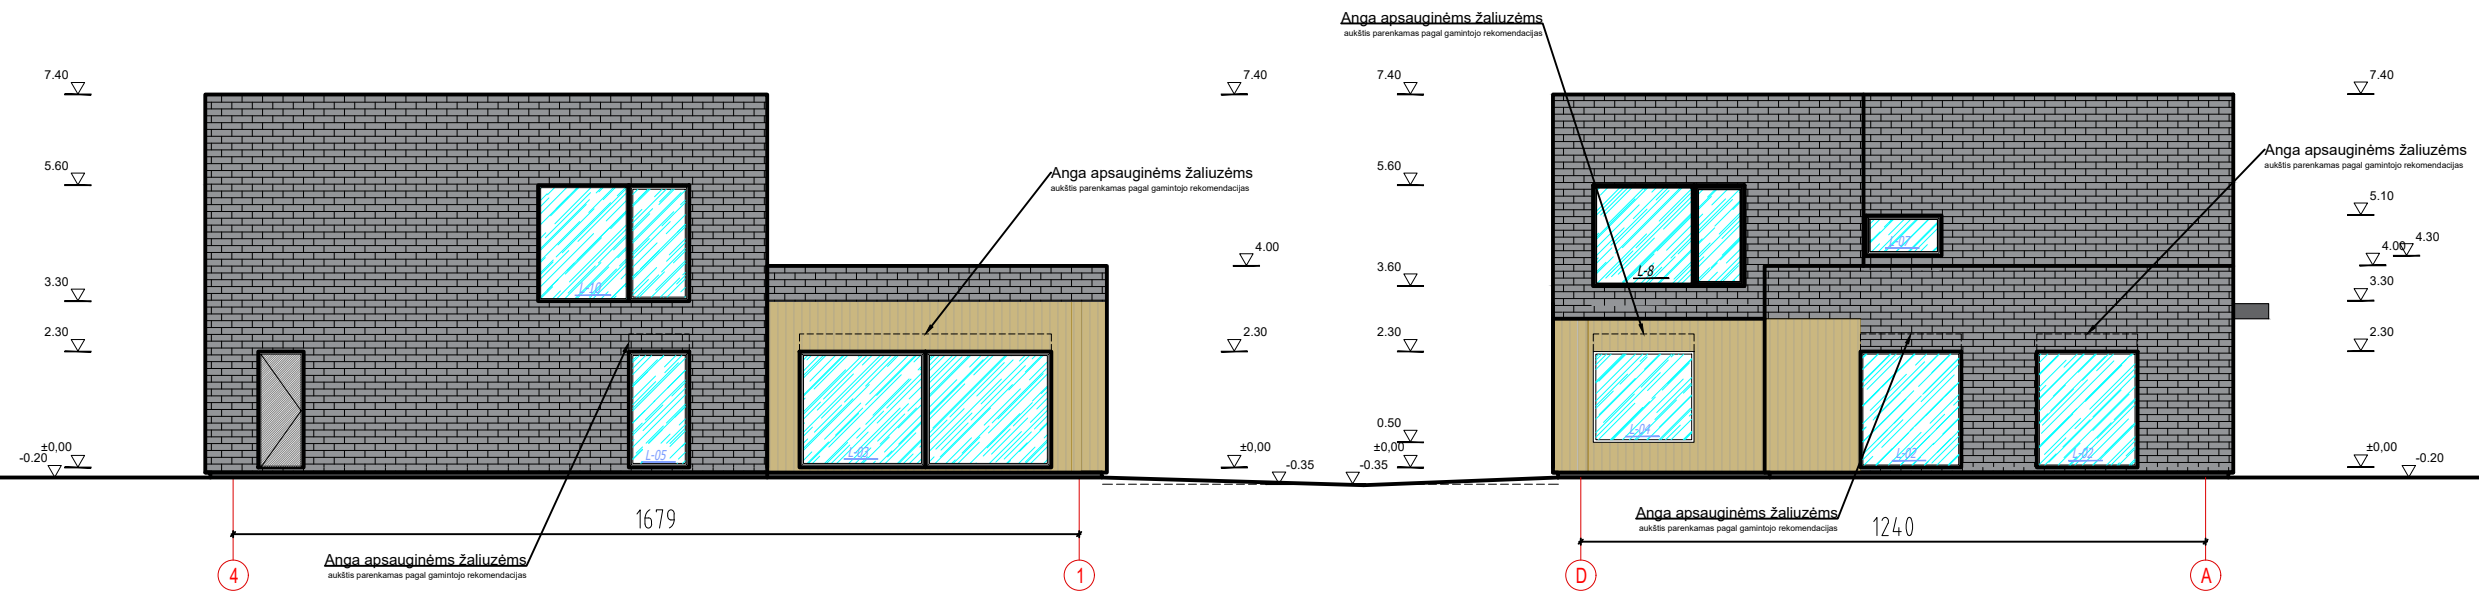 Anga apsauginėms žaliuzėms
aukštis parenkamas pagal gamintojo rekomendacijas
7.40
7.40
7.40
7.40
5.60
5.60
Anga apsauginėms žaliuzėms
aukštis parenkamas pagal gamintojo rekomendacijas
Anga apsauginėms žaliuzėms
aukštis parenkamas pagal gamintojo rekomendacijas
5.10
4.00
4.00
4.30
L-07
3.30
L-10
3.60
L-8
3.30
2.30
2.30
2.30
2.30
0.50
L-04
±0,00
-0.20
L-05
L-03
±0,00
-0.35
±0,00
-0.35
L-02
L-02
±0,00
-0.20
1679
Anga apsauginėms žaliuzėms
aukštis parenkamas pagal gamintojo rekomendacijas
1240
Anga apsauginėms žaliuzėms
aukštis parenkamas pagal gamintojo rekomendacijas
4
1
D
A